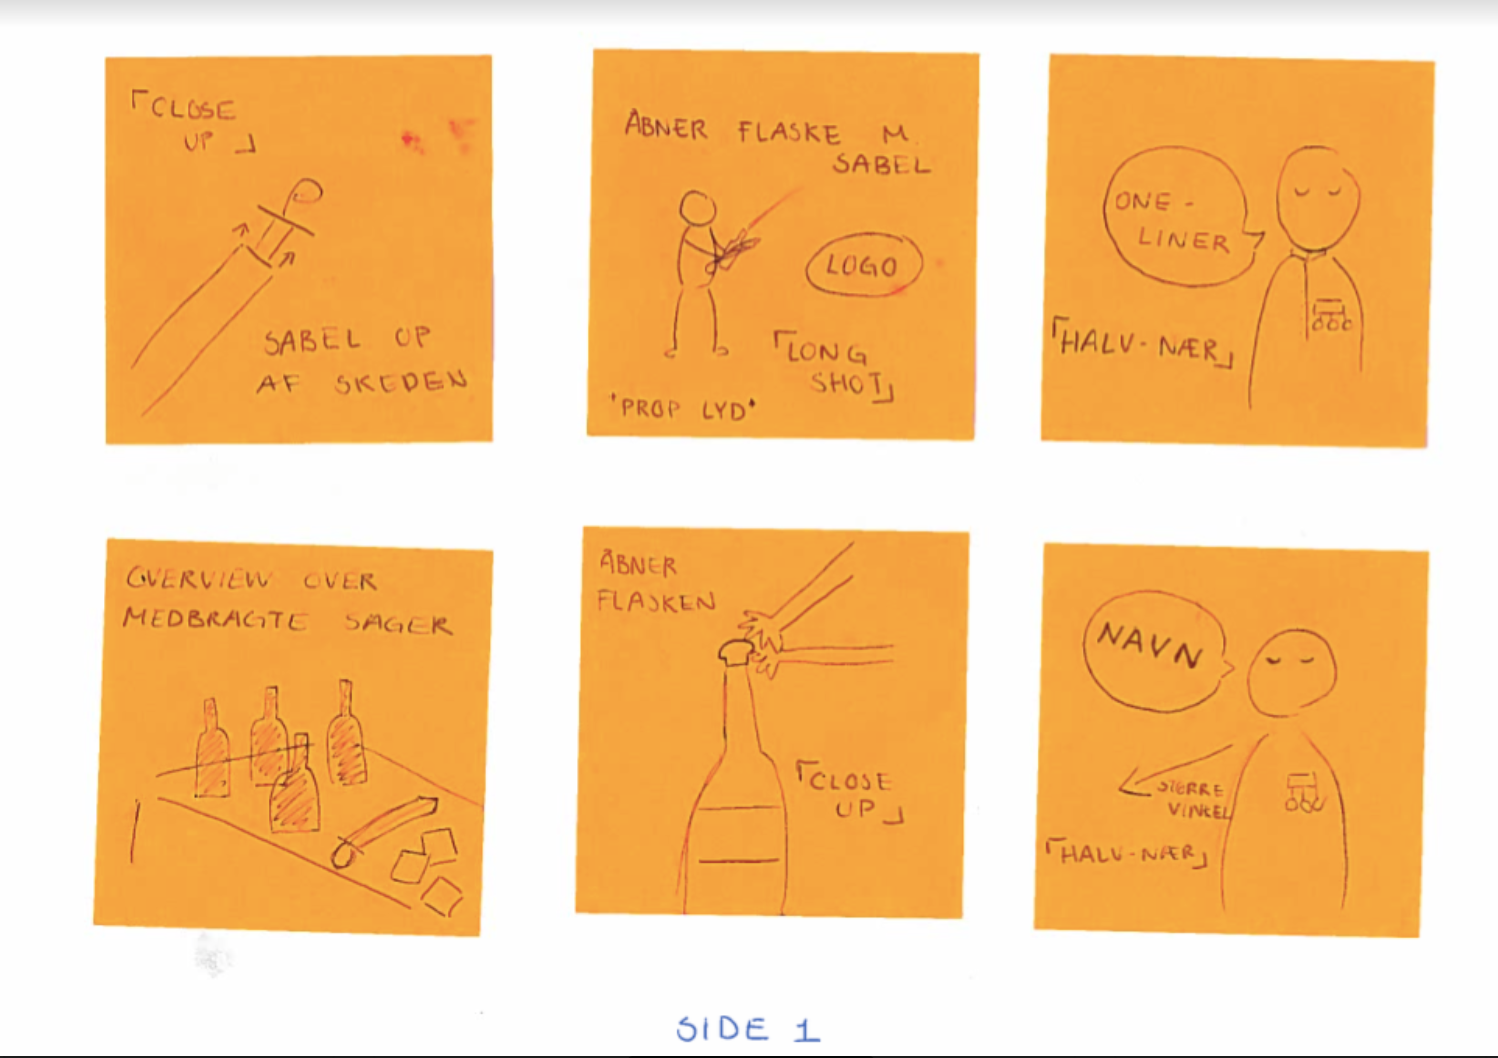 「CLOSE
UP」
SABEL OP
AF SKEDEN
ÅBNER FLASKE M.
SABEL
LOGO
「LONG
SHOT」
*PROP LYD*
ONE-
LINER
「HALV-NÆR」
OVERVIEW OVER
MEDBRAGTE SAGER
ÅBNER
FLASKEN
「CLOSE
UP」
NAVN
VINKEL
「HALV-NÆR」
SIDE 1